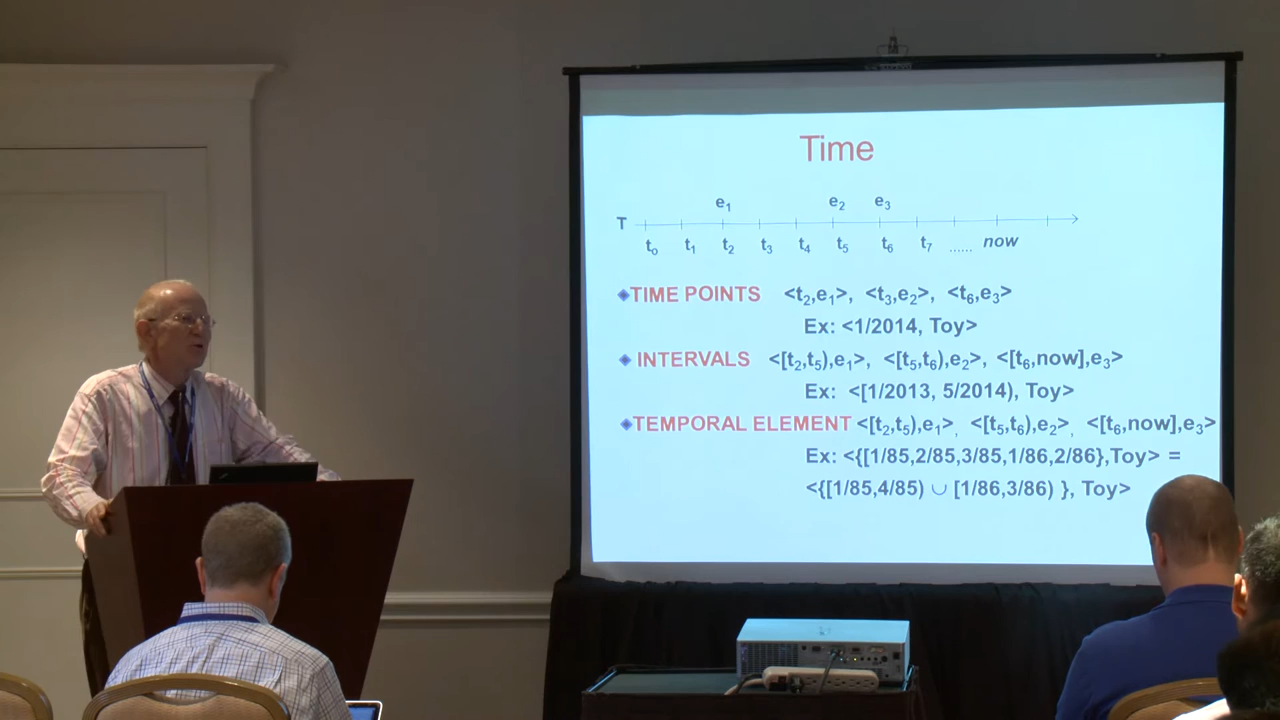 Time
e₁ e₂ e₃
T
t₀ t₁ t₂ t₃ t₄ t₅ t₆ t₇ ...... now
TIME POINTS <t₂,e₁>, <t₃,e₂>, <t₆,e₃>
Ex: <1/2014, Toy>
INTERVALS <[t₂,t₅),e₁>, <[t₅,t₆),e₂>, <[t₆,now],e₃>
Ex: <[1/2013, 5/2014), Toy>
TEMPORAL ELEMENT <[t₂,t₅),e₁>, <[t₅,t₆),e₂>, <[t₆,now],e₃>
Ex: <{[1/85,2/85,3/85,1/86,2/86},Toy> =
<{[1/85,4/85) ∪ [1/86,3/86) }, Toy>